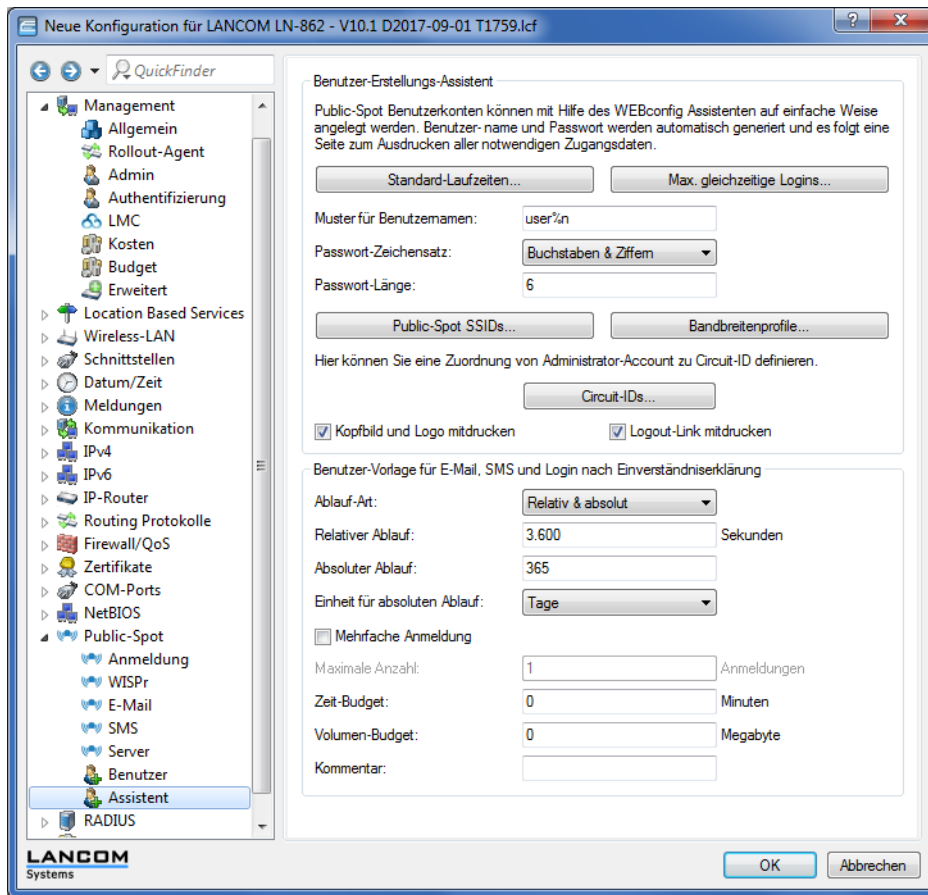 Neue Konfiguration für LANCOM LN-862 - V10.1 D2017-09-01 T1759.lcf
QuickFinder
Management
Allgemein
Rollout-Agent
Admin
Authentifizierung
LMC
Kosten
Budget
Erweitert
Location Based Services
Wireless-LAN
Schnittstellen
Datum/Zeit
Meldungen
Kommunikation
IPv4
IPv6
IP-Router
Routing Protokolle
Firewall/QoS
Zertifikate
COM-Ports
NetBIOS
Public-Spot
Anmeldung
WISPr
E-Mail
SMS
Server
Benutzer
Assistent
RADIUS
LANCOM
Systems
Benutzer-Erstellungs-Assistent
Public-Spot Benutzerkonten können mit Hilfe des WEBconfig Assistenten auf einfache Weise
angelegt werden. Benutzer- name und Passwort werden automatisch generiert und es folgt eine
Seite zum Ausdrucken aller notwendigen Zugangsdaten.
Standard-Laufzeiten... Max. gleichzeitige Logins...
Muster für Benutzernamen: user%n
Passwort-Zeichensatz: Buchstaben & Ziffern
Passwort-Länge: 6
Public-Spot SSIDs... Bandbreitenprofile...
Hier können Sie eine Zuordnung von Administrator-Account zu Circuit-ID definieren.
Circuit-IDs...
Kopfbild und Logo mitdrucken Logout-Link mitdrucken
Benutzer-Vorlage für E-Mail, SMS und Login nach Einverständniserklärung
Ablauf-Art: Relativ & absolut
Relativer Ablauf: 3.600 Sekunden
Absoluter Ablauf: 365
Einheit für absoluten Ablauf: Tage
Mehrfache Anmeldung
Maximale Anzahl: 1 Anmeldungen
Zeit-Budget: 0 Minuten
Volumen-Budget: 0 Megabyte
Kommentar:
OK Abbrechen